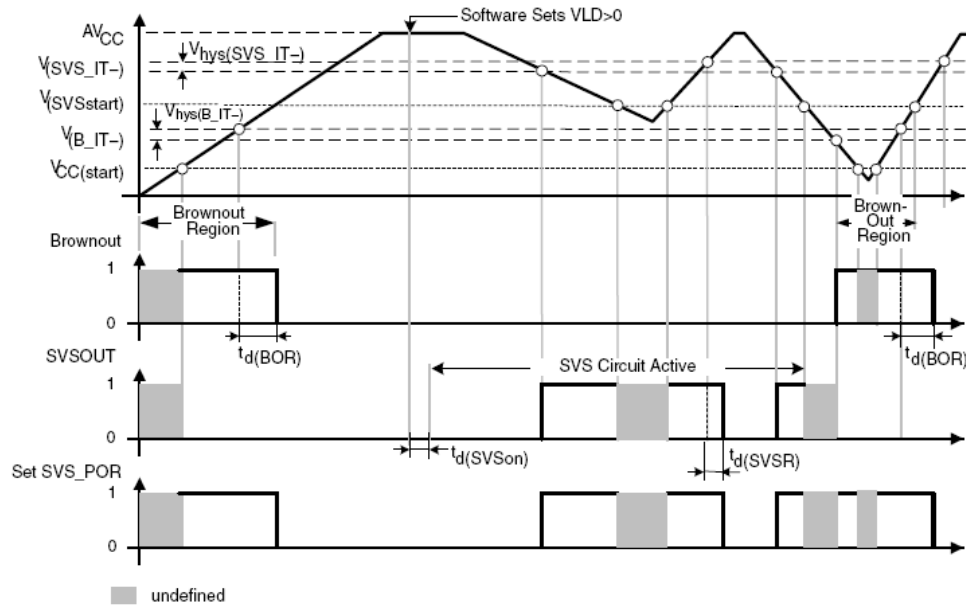 Software Sets VLD>0
AVCC
Vhys(SVS_IT–)
V(SVS_IT–)
V(SVSstart)
Vhys(B_IT–)
V(B_IT–)
VCC(start)
Brownout
Region
Brown-
Out
Region
Brownout
1
0
td(BOR)
td(BOR)
SVSOUT
SVS Circuit Active
1
0
td(SVSon)
td(SVSR)
Set SVS_POR
1
0
undefined